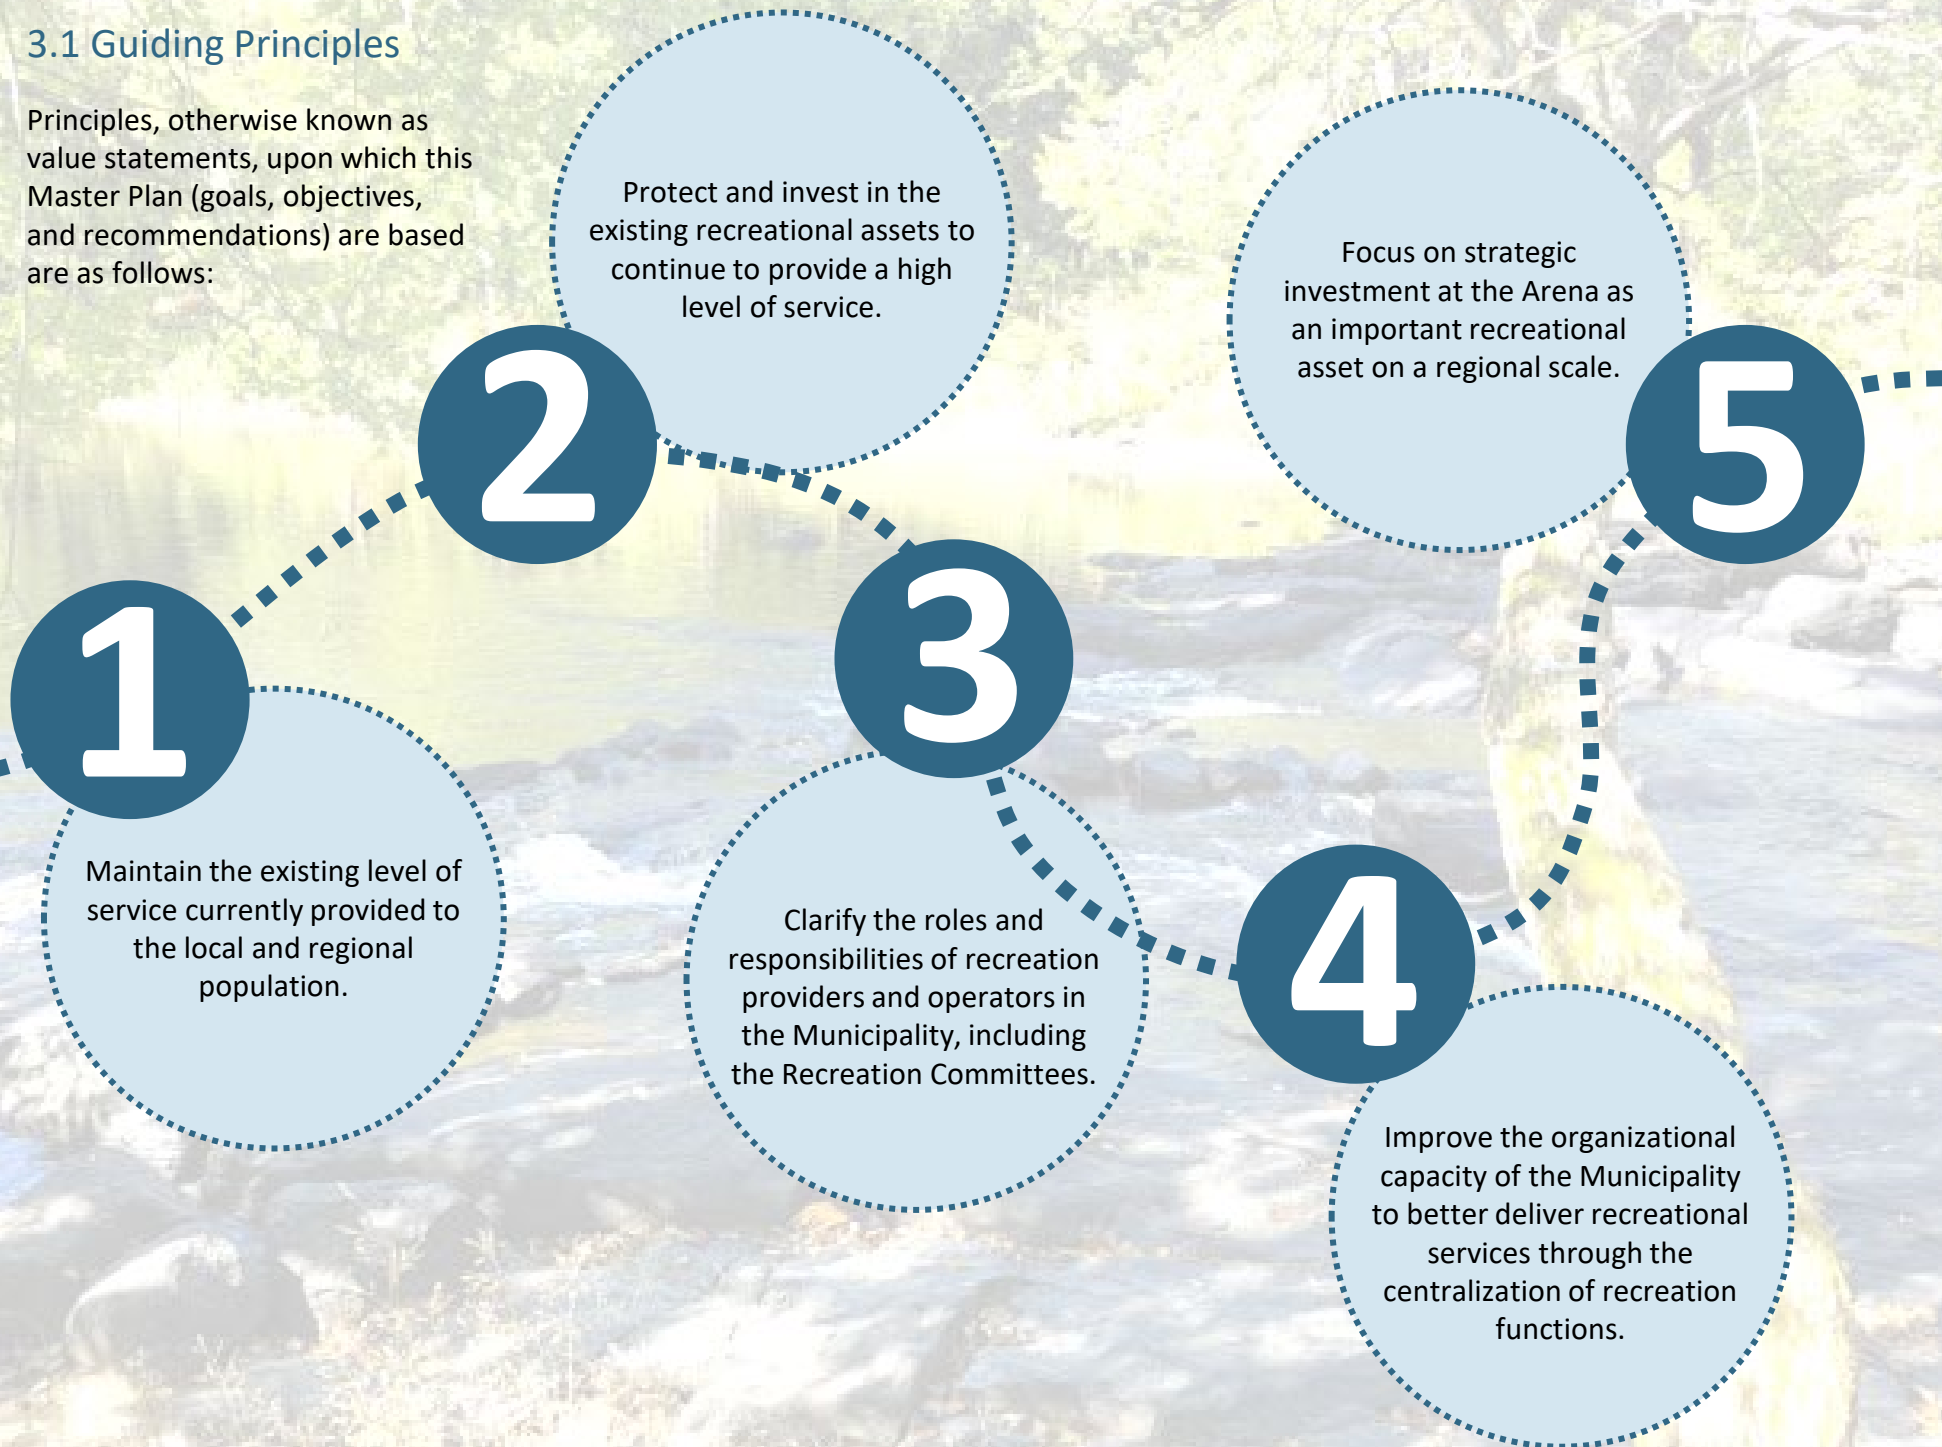 3.1 Guiding Principles
Principles, otherwise known as
value statements, upon which this
Master Plan (goals, objectives,
and recommendations) are based
are as follows:
1
Maintain the existing level of
service currently provided to
the local and regional
population.
2
Protect and invest in the
existing recreational assets to
continue to provide a high
level of service.
3
Clarify the roles and
responsibilities of recreation
providers and operators in
the Municipality, including
the Recreation Committees.
4
Improve the organizational
capacity of the Municipality
to better deliver recreational
services through the
centralization of recreation
functions.
5
Focus on strategic
investment at the Arena as
an important recreational
asset on a regional scale.